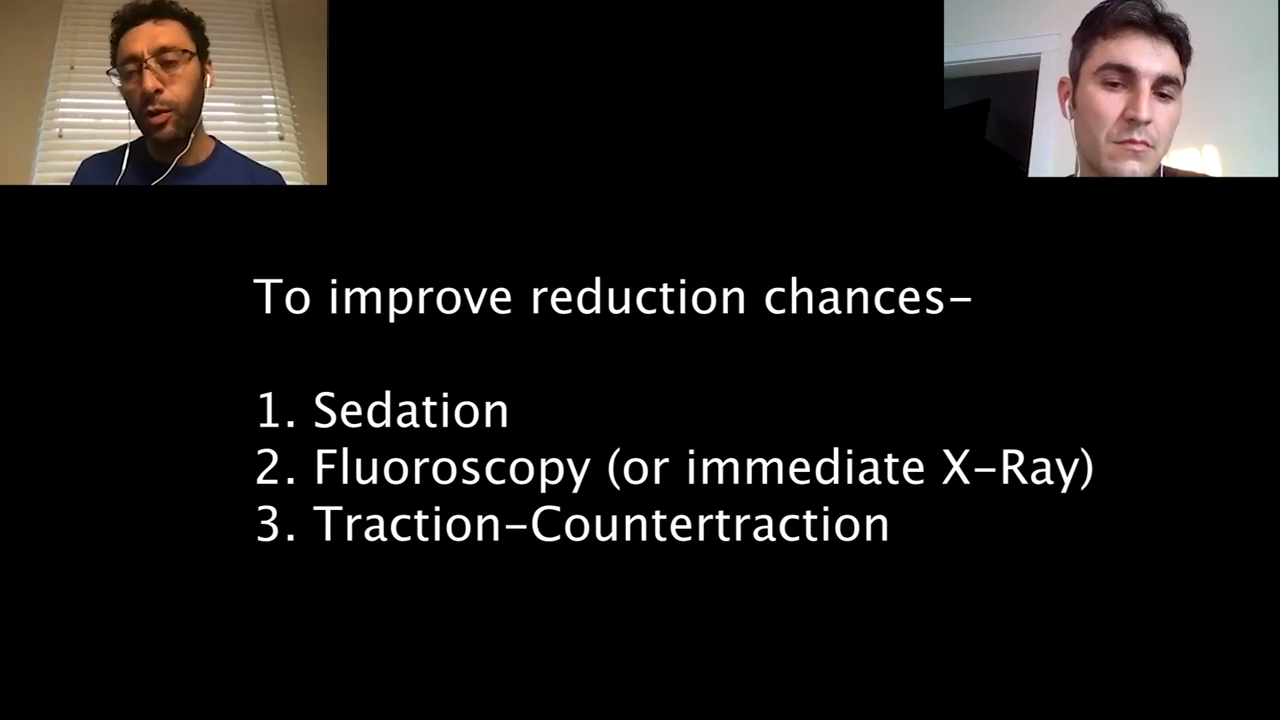 To improve reduction chances-
1. Sedation
2. Fluoroscopy (or immediate X-Ray)
3. Traction-Countertraction